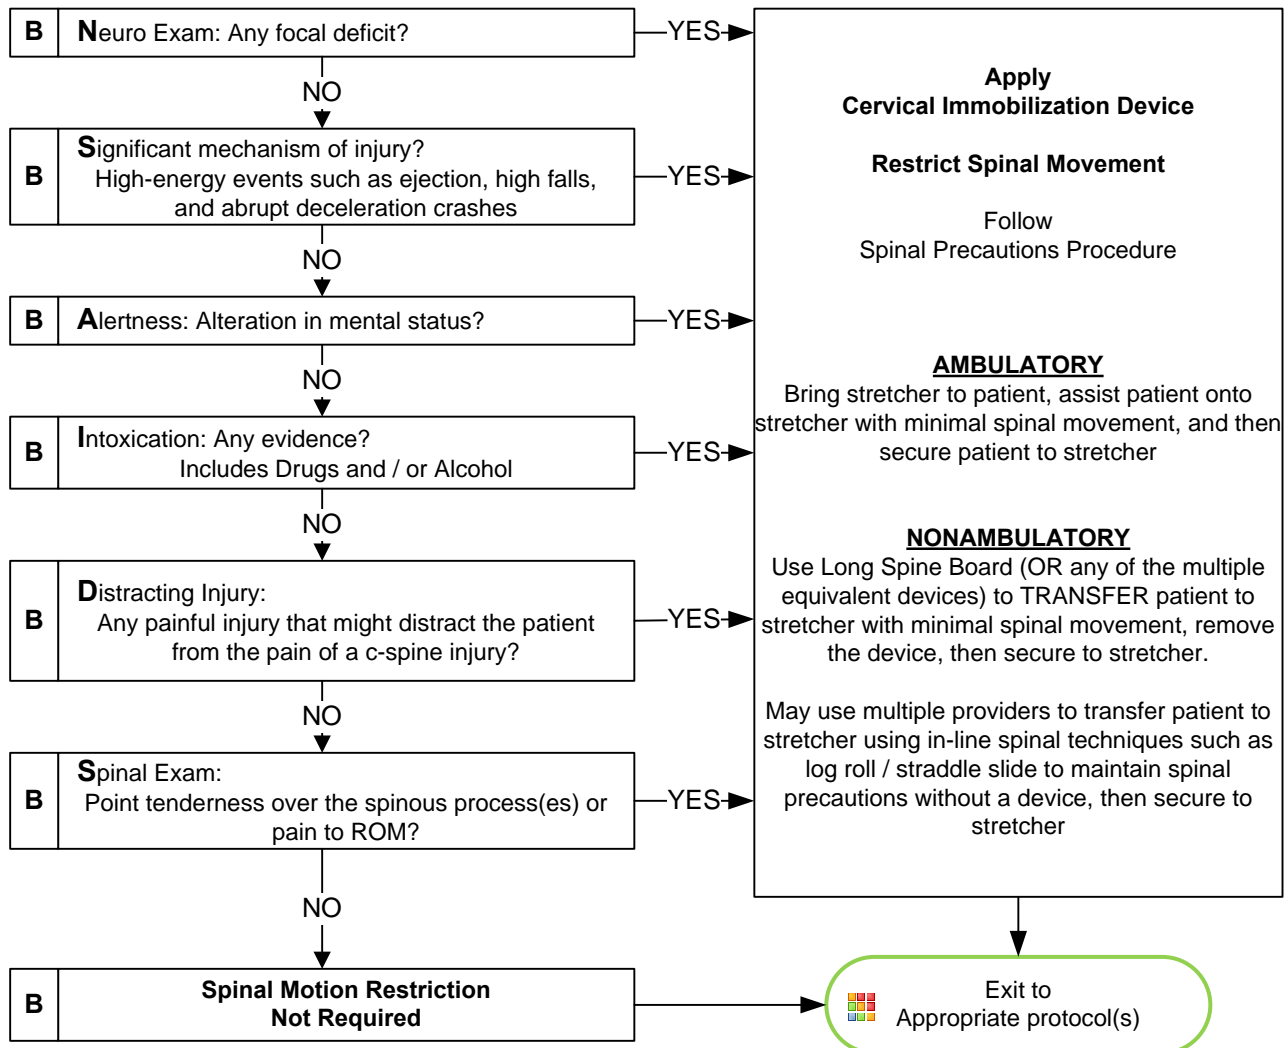 B
Neuro Exam: Any focal deficit?
YES
NO
B
Significant mechanism of injury?
High-energy events such as ejection, high falls,
and abrupt deceleration crashes
YES
NO
B
Alertness: Alteration in mental status?
YES
NO
B
Intoxication: Any evidence?
Includes Drugs and / or Alcohol
YES
NO
B
Distracting Injury:
Any painful injury that might distract the patient
from the pain of a c-spine injury?
YES
NO
B
Spinal Exam:
Point tenderness over the spinous process(es) or
pain to ROM?
YES
NO
B
Spinal Motion Restriction
Not Required
Apply
Cervical Immobilization Device
Restrict Spinal Movement
Follow
Spinal Precautions Procedure
AMBULATORY
Bring stretcher to patient, assist patient onto
stretcher with minimal spinal movement, and then
secure patient to stretcher
NONAMBULATORY
Use Long Spine Board (OR any of the multiple
equivalent devices) to TRANSFER patient to
stretcher with minimal spinal movement, remove
the device, then secure to stretcher.
May use multiple providers to transfer patient to
stretcher using in-line spinal techniques such as
log roll / straddle slide to maintain spinal
precautions without a device, then secure to
stretcher
Exit to
Appropriate protocol(s)